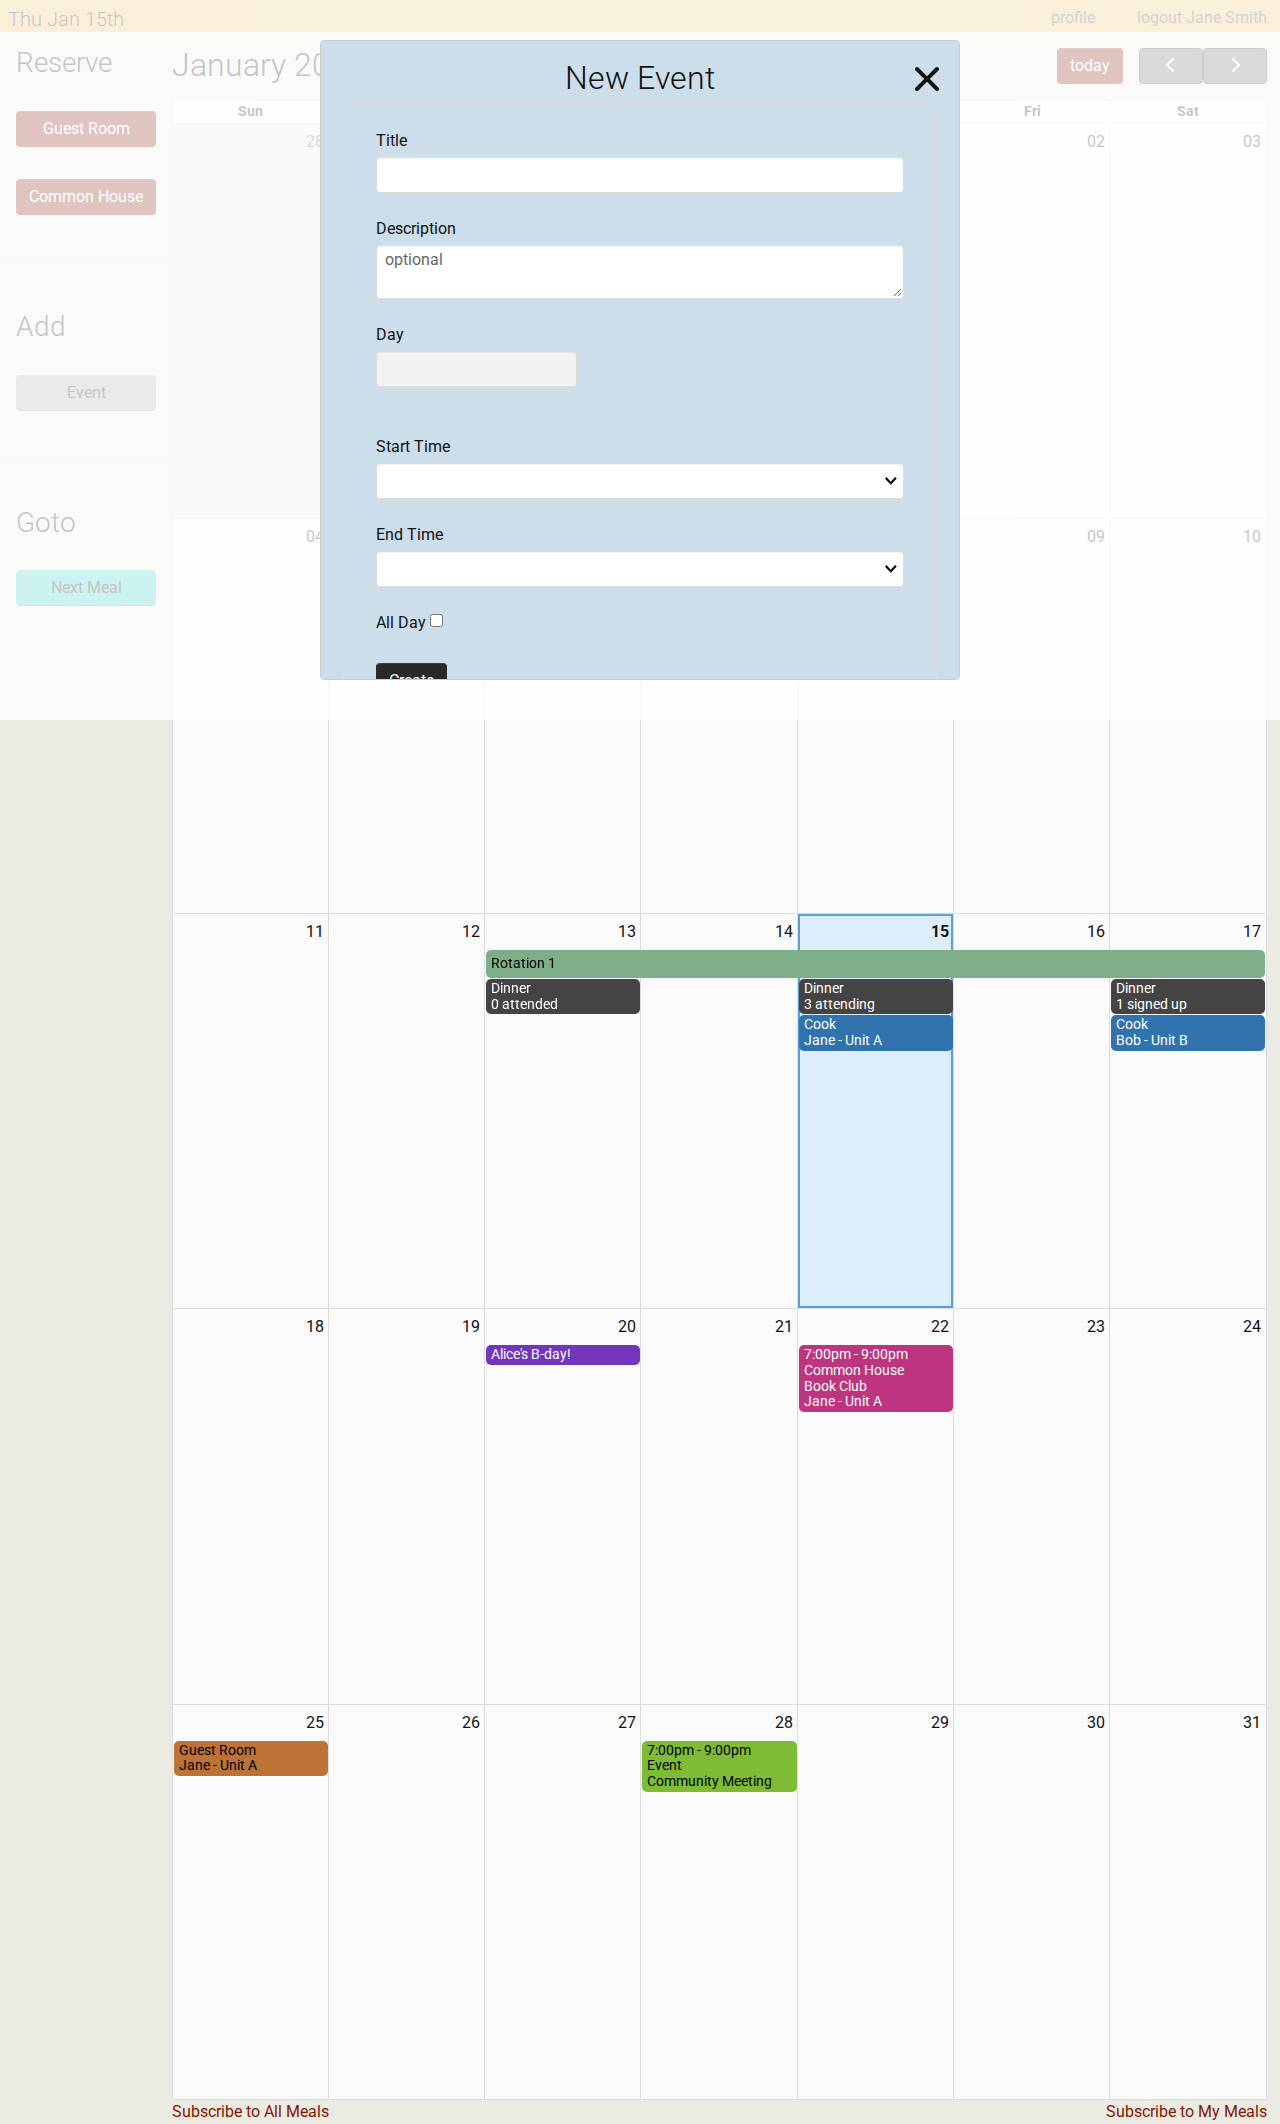 Thu Jan 15th
profile
logout Jane Smith
Reserve
Guest Room
Common House
Add
Event
Goto
Next Meal
January 20
today
New Event
Title
Description
optional
Day
Start Time
End Time
All Day
Create
Sun
Fri
Sat
28
02
03
04
09
10
11
12
13
14
15
16
17
Rotation 1
Dinner
0 attended
Dinner
3 attending
Cook
Jane - Unit A
Dinner
1 signed up
Cook
Bob - Unit B
18
19
20
21
22
23
24
Alice's B-day!
7:00pm - 9:00pm
Common House
Book Club
Jane - Unit A
25
26
27
28
29
30
31
Guest Room
Jane - Unit A
7:00pm - 9:00pm
Event
Community Meeting
Subscribe to All Meals
Subscribe to My Meals